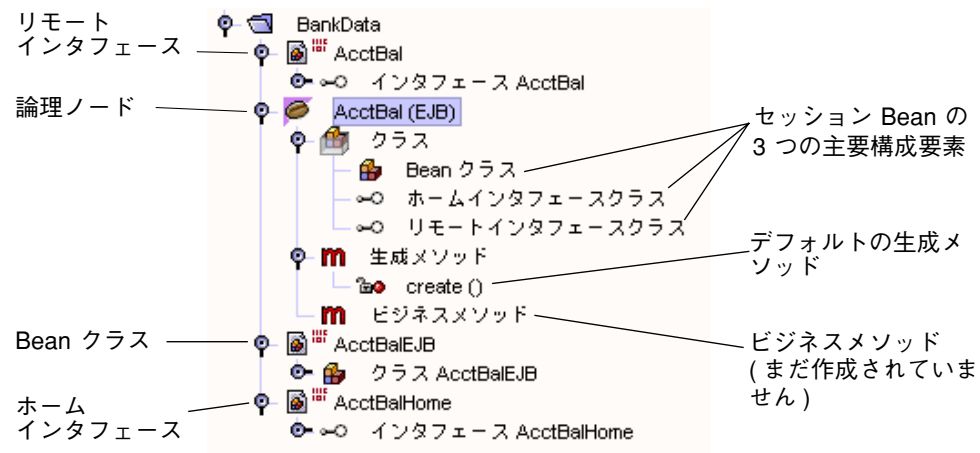 リモート
インタフェース
論理ノード
Bean クラス
ホーム
インタフェース
BankData
AcctBal
インタフェース AcctBal
AcctBal (EJB)
クラス
Bean クラス
ホームインタフェースクラス
リモートインタフェースクラス
生成メソッド
create ()
ビジネスメソッド
AcctBalEJB
クラス AcctBalEJB
AcctBalHome
インタフェース AcctBalHome
セッション Bean の
3 つの主要構成要素
デフォルトの生成メ
ソッド
ビジネスメソッド
( まだ作成されていま
せん )